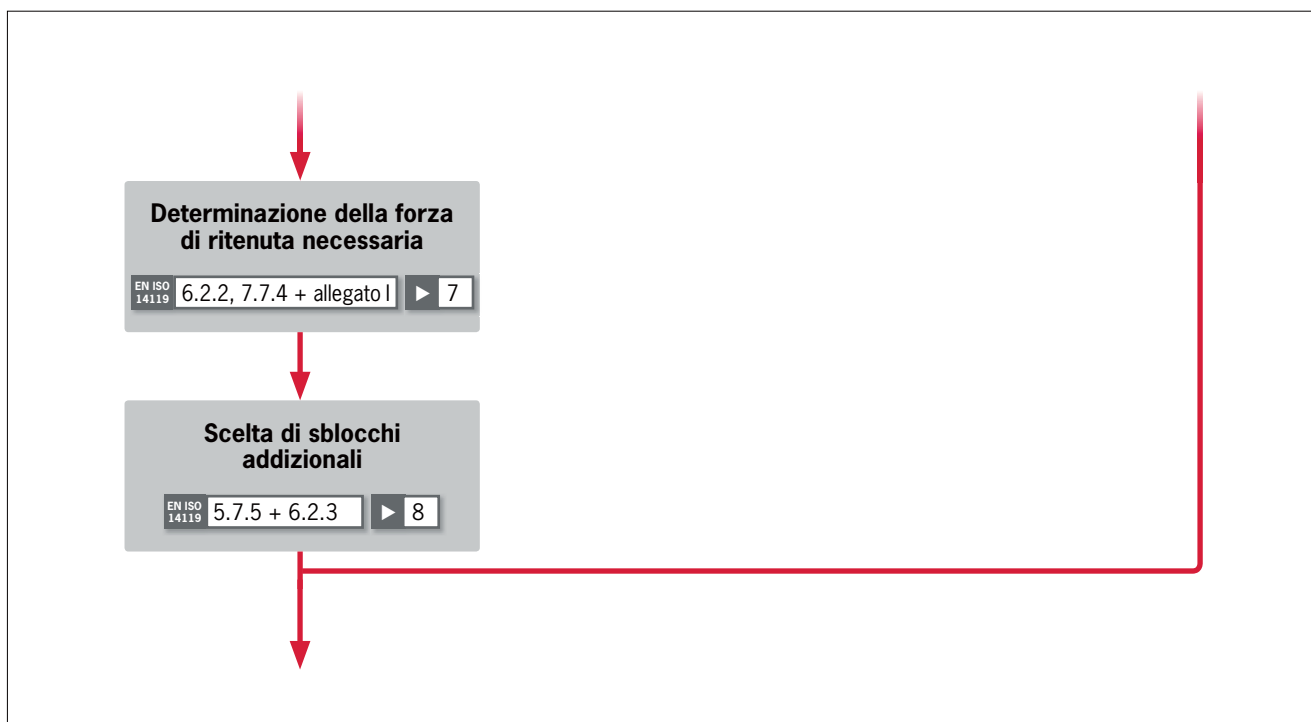 Determinazione della forza
di ritenuta necessaria
EN ISO
14119
6.2.2, 7.7.4 + allegato I
7
Scelta di sblocchi
addizionali
EN ISO
14119
5.7.5 + 6.2.3
8